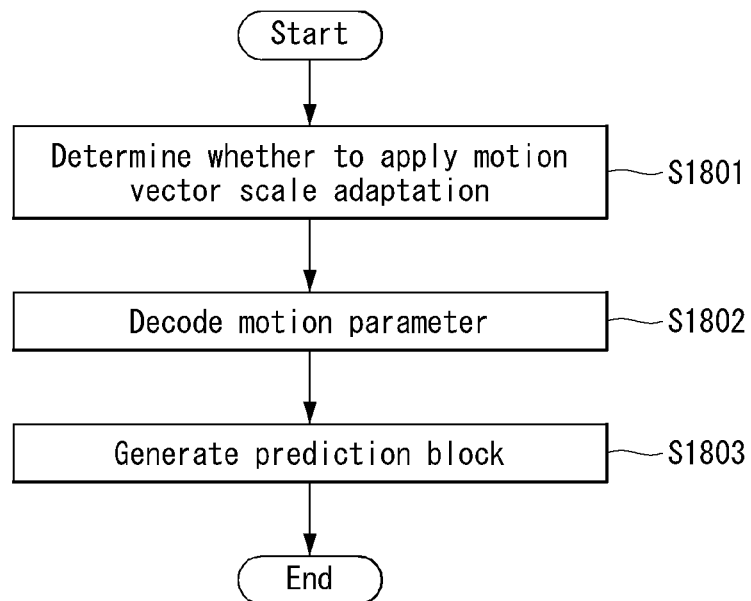 Start
Determine whether to apply motion
vector scale adaptation
S1801
Decode motion parameter
S1802
Generate prediction block
S1803
End